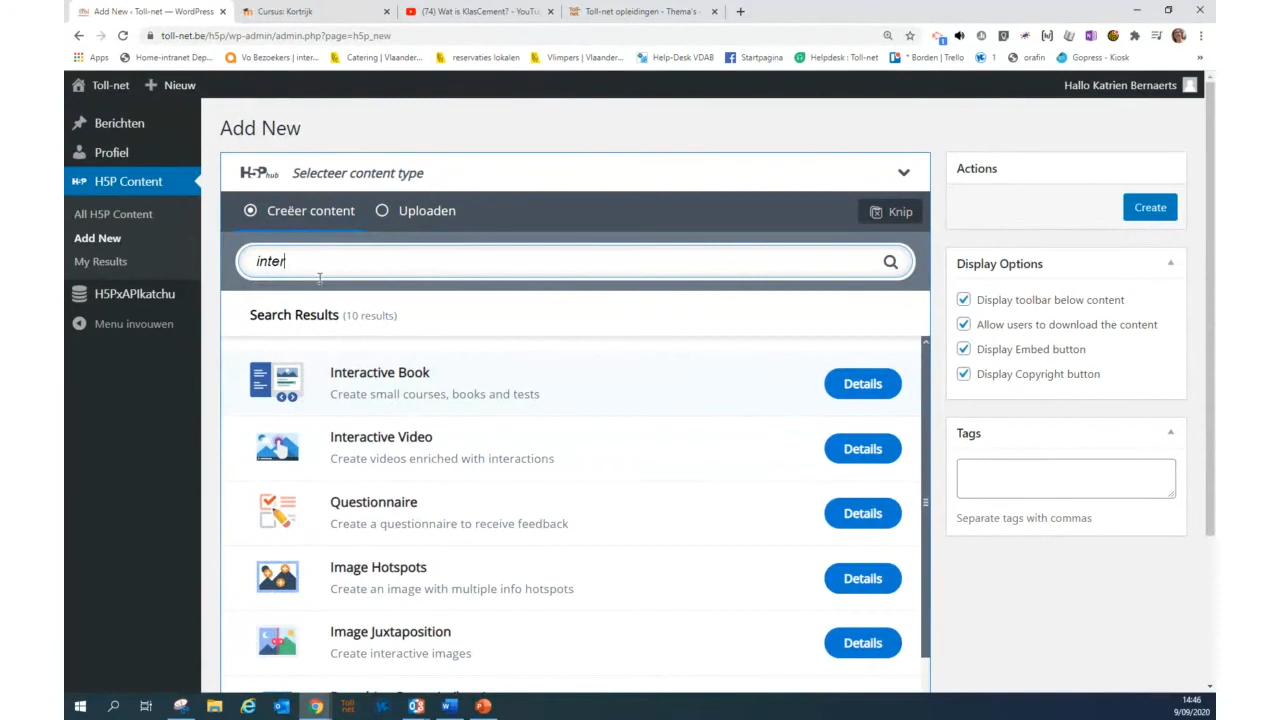 Add New ‹ Toll-net — WordPress
Cursus: Kortrijk
(74) Wat is KlasCement? - YouTu
Toll-net opleidingen - Thema's -
toll-net.be/h5p/wp-admin/admin.php?page=h5p_new
Apps
Home-intranet Dep...
Vo Bernaers | inter...
Catering | Vlaander...
reservaties lokalen
Vlimpers | Vlaander...
Help-Desk VDAB
Startpagina
Helpdesk : Toll-net
* Borden | Trello
1
orafin
Gopress - Kiosk
»
Toll-net
Nieuw
Hallo Katrien Bernaerts
Berichten
Profiel
H5P Content
All H5P Content
Add New
My Results
H5PxAPIkatchu
Menu invouwen
Add New
H5P hub Selecteer content type
Creëer content
Uploaden
Knip
inter
Search Results (10 results)
Interactive Book
Create small courses, books and tests
Details
Interactive Video
Create videos enriched with interactions
Details
Questionnaire
Create a questionnaire to receive feedback
Details
Image Hotspots
Create an image with multiple info hotspots
Details
Image Juxtaposition
Create interactive images
Details
Actions
Create
Display Options
Display toolbar below content
Allow users to download the content
Display Embed button
Display Copyright button
Tags
Separate tags with commas
14:46
9/09/2020